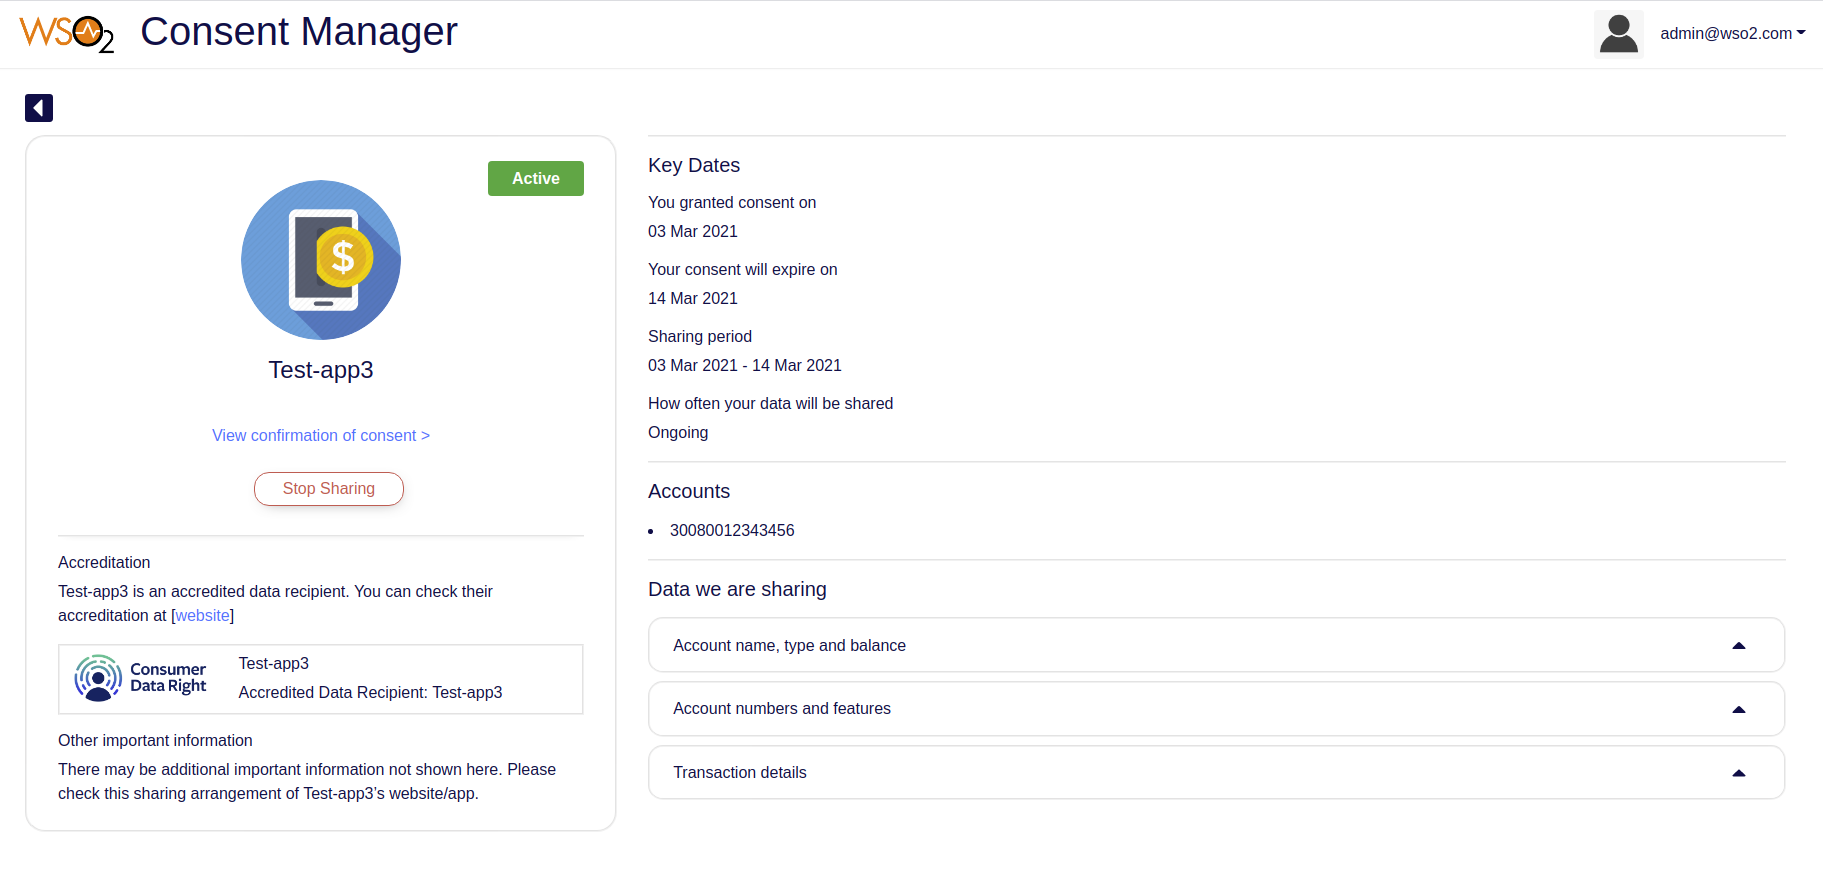 WSO2 Consent Manager
admin@wso2.com
Active
$
Test-app3
View confirmation of consent >
Stop Sharing
Accreditation
Test-app3 is an accredited data recipient. You can check their
accreditation at [website]
Consumer
Data Right
Test-app3
Accredited Data Recipient: Test-app3
Other important information
There may be additional important information not shown here. Please
check this sharing arrangement of Test-app3’s website/app.
Key Dates
You granted consent on
03 Mar 2021
Your consent will expire on
14 Mar 2021
Sharing period
03 Mar 2021 - 14 Mar 2021
How often your data will be shared
Ongoing
Accounts
• 30080012343456
Data we are sharing
Account name, type and balance
Account numbers and features
Transaction details